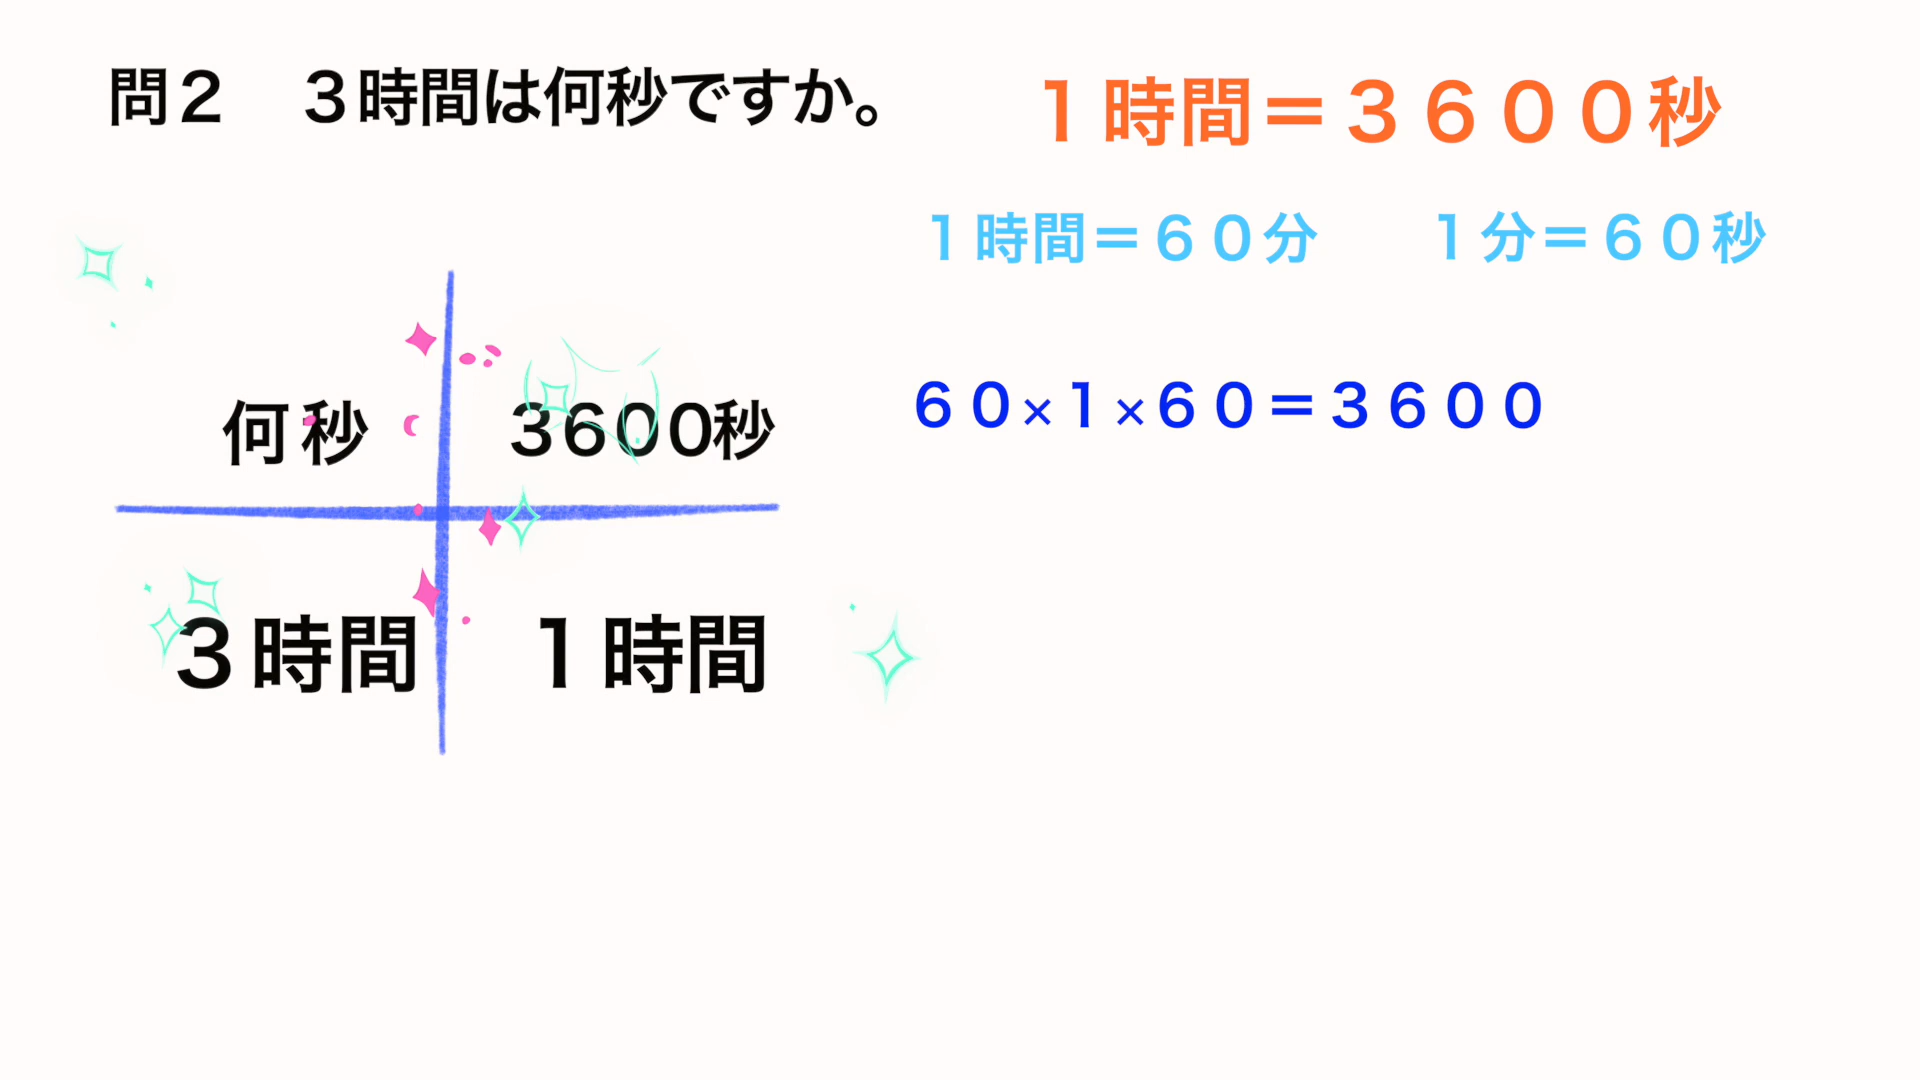 問２　３時間は何秒ですか。
１時間＝３６００秒
１時間＝６０分　１分＝６０秒
６０×１×６０＝３６００
何秒　3600秒
３時間　１時間